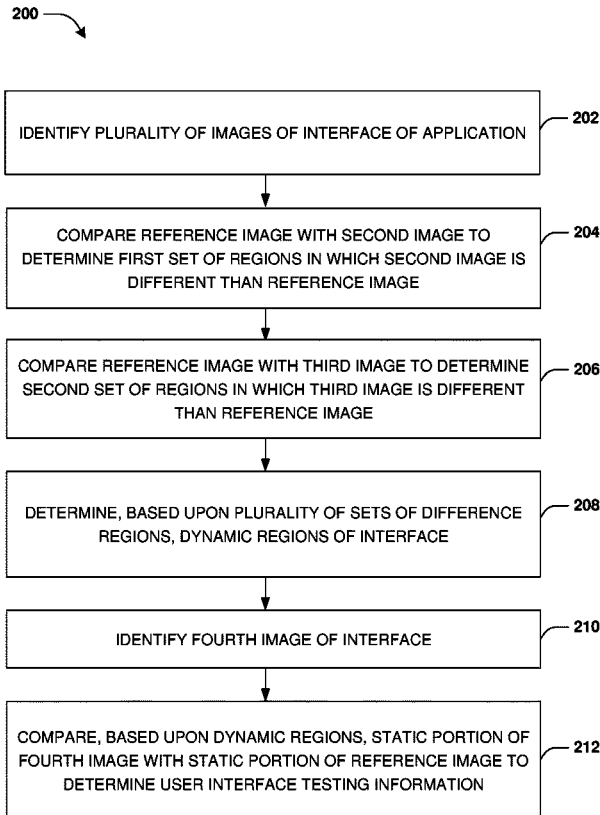 200
IDENTIFY PLURALITY OF IMAGES OF INTERFACE OF APPLICATION
202
COMPARE REFERENCE IMAGE WITH SECOND IMAGE TO
DETERMINE FIRST SET OF REGIONS IN WHICH SECOND IMAGE IS
DIFFERENT THAN REFERENCE IMAGE
204
COMPARE REFERENCE IMAGE WITH THIRD IMAGE TO DETERMINE
SECOND SET OF REGIONS IN WHICH THIRD IMAGE IS DIFFERENT
THAN REFERENCE IMAGE
206
DETERMINE, BASED UPON PLURALITY OF SETS OF DIFFERENCE
REGIONS, DYNAMIC REGIONS OF INTERFACE
208
IDENTIFY FOURTH IMAGE OF INTERFACE
210
COMPARE, BASED UPON DYNAMIC REGIONS, STATIC PORTION OF
FOURTH IMAGE WITH STATIC PORTION OF REFERENCE IMAGE TO
DETERMINE USER INTERFACE TESTING INFORMATION
212